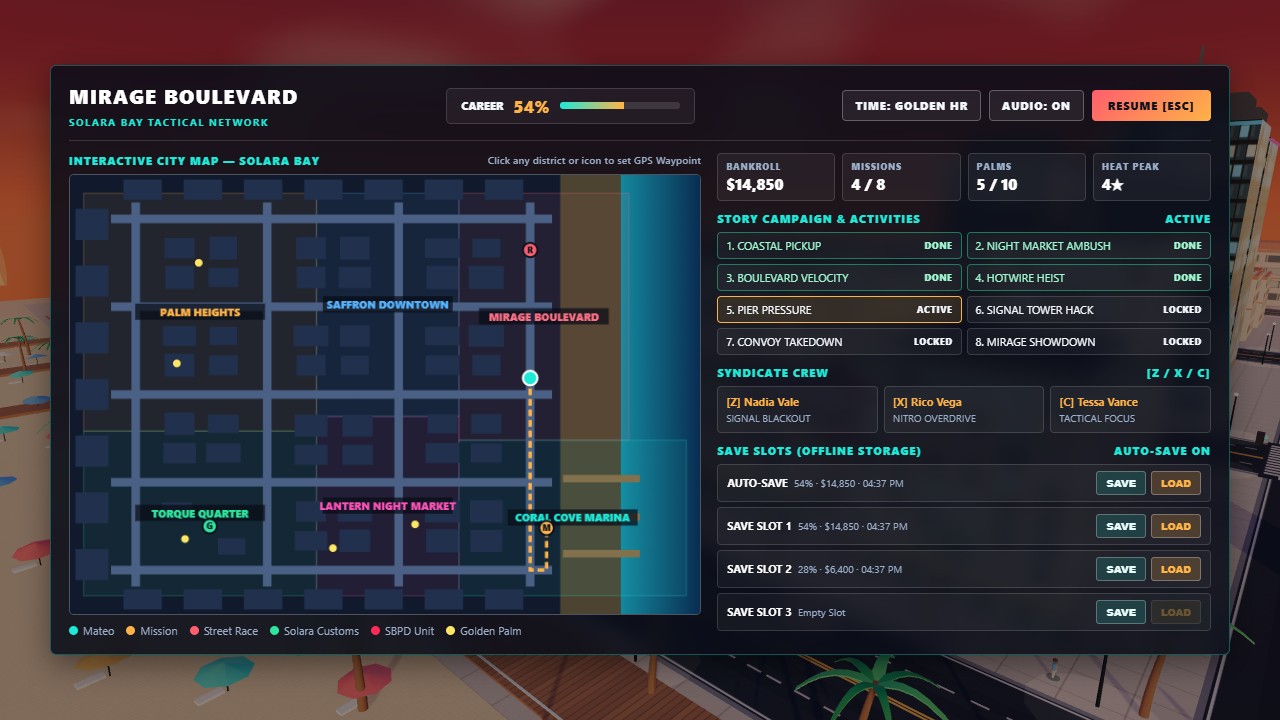 MIRAGE BOULEVARD
SOLARA BAY TACTICAL NETWORK
CAREER 54%
TIME: GOLDEN HR
AUDIO: ON
RESUME [ESC]
INTERACTIVE CITY MAP — SOLARA BAY
Click any district or icon to set GPS Waypoint
R
PALM HEIGHTS
SAFFRON DOWNTOWN
MIRAGE BOULEVARD
TORQUE QUARTER
G
LANTERN NIGHT MARKET
CORAL COVE MARINA
M
Mateo
Mission
Street Race
Solara Customs
SBPD Unit
Golden Palm
BANKROLL
$14,850
MISSIONS
4 / 8
PALMS
5 / 10
HEAT PEAK
4★
STORY CAMPAIGN & ACTIVITIES
ACTIVE
1. COASTAL PICKUP DONE
2. NIGHT MARKET AMBUSH DONE
3. BOULEVARD VELOCITY DONE
4. HOTWIRE HEIST DONE
5. PIER PRESSURE ACTIVE
6. SIGNAL TOWER HACK LOCKED
7. CONVOY TAKEDOWN LOCKED
8. MIRAGE SHOWDOWN LOCKED
SYNDICATE CREW
[Z / X / C]
[Z] Nadia Vale
SIGNAL BLACKOUT
[X] Rico Vega
NITRO OVERDRIVE
[C] Tessa Vance
TACTICAL FOCUS
SAVE SLOTS (OFFLINE STORAGE)
AUTO-SAVE ON
AUTO-SAVE 54% · $14,850 · 04:37 PM SAVE LOAD
SAVE SLOT 1 54% · $14,850 · 04:37 PM SAVE LOAD
SAVE SLOT 2 28% · $6,400 · 04:37 PM SAVE LOAD
SAVE SLOT 3 Empty Slot SAVE LOAD